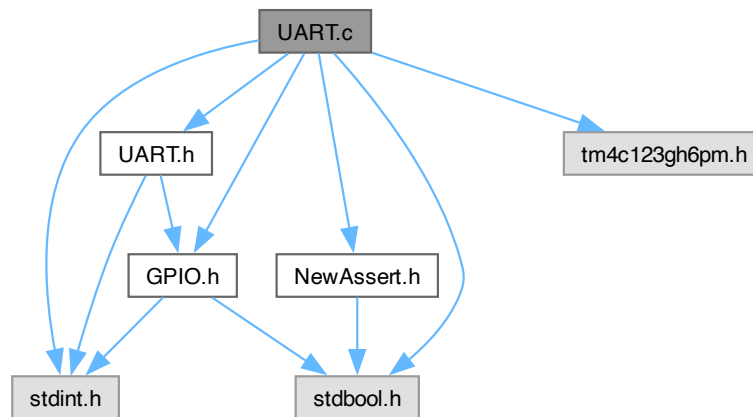 UART.c
UART.h
tm4c123gh6pm.h
GPIO.h
NewAssert.h
stdint.h
stdbool.h